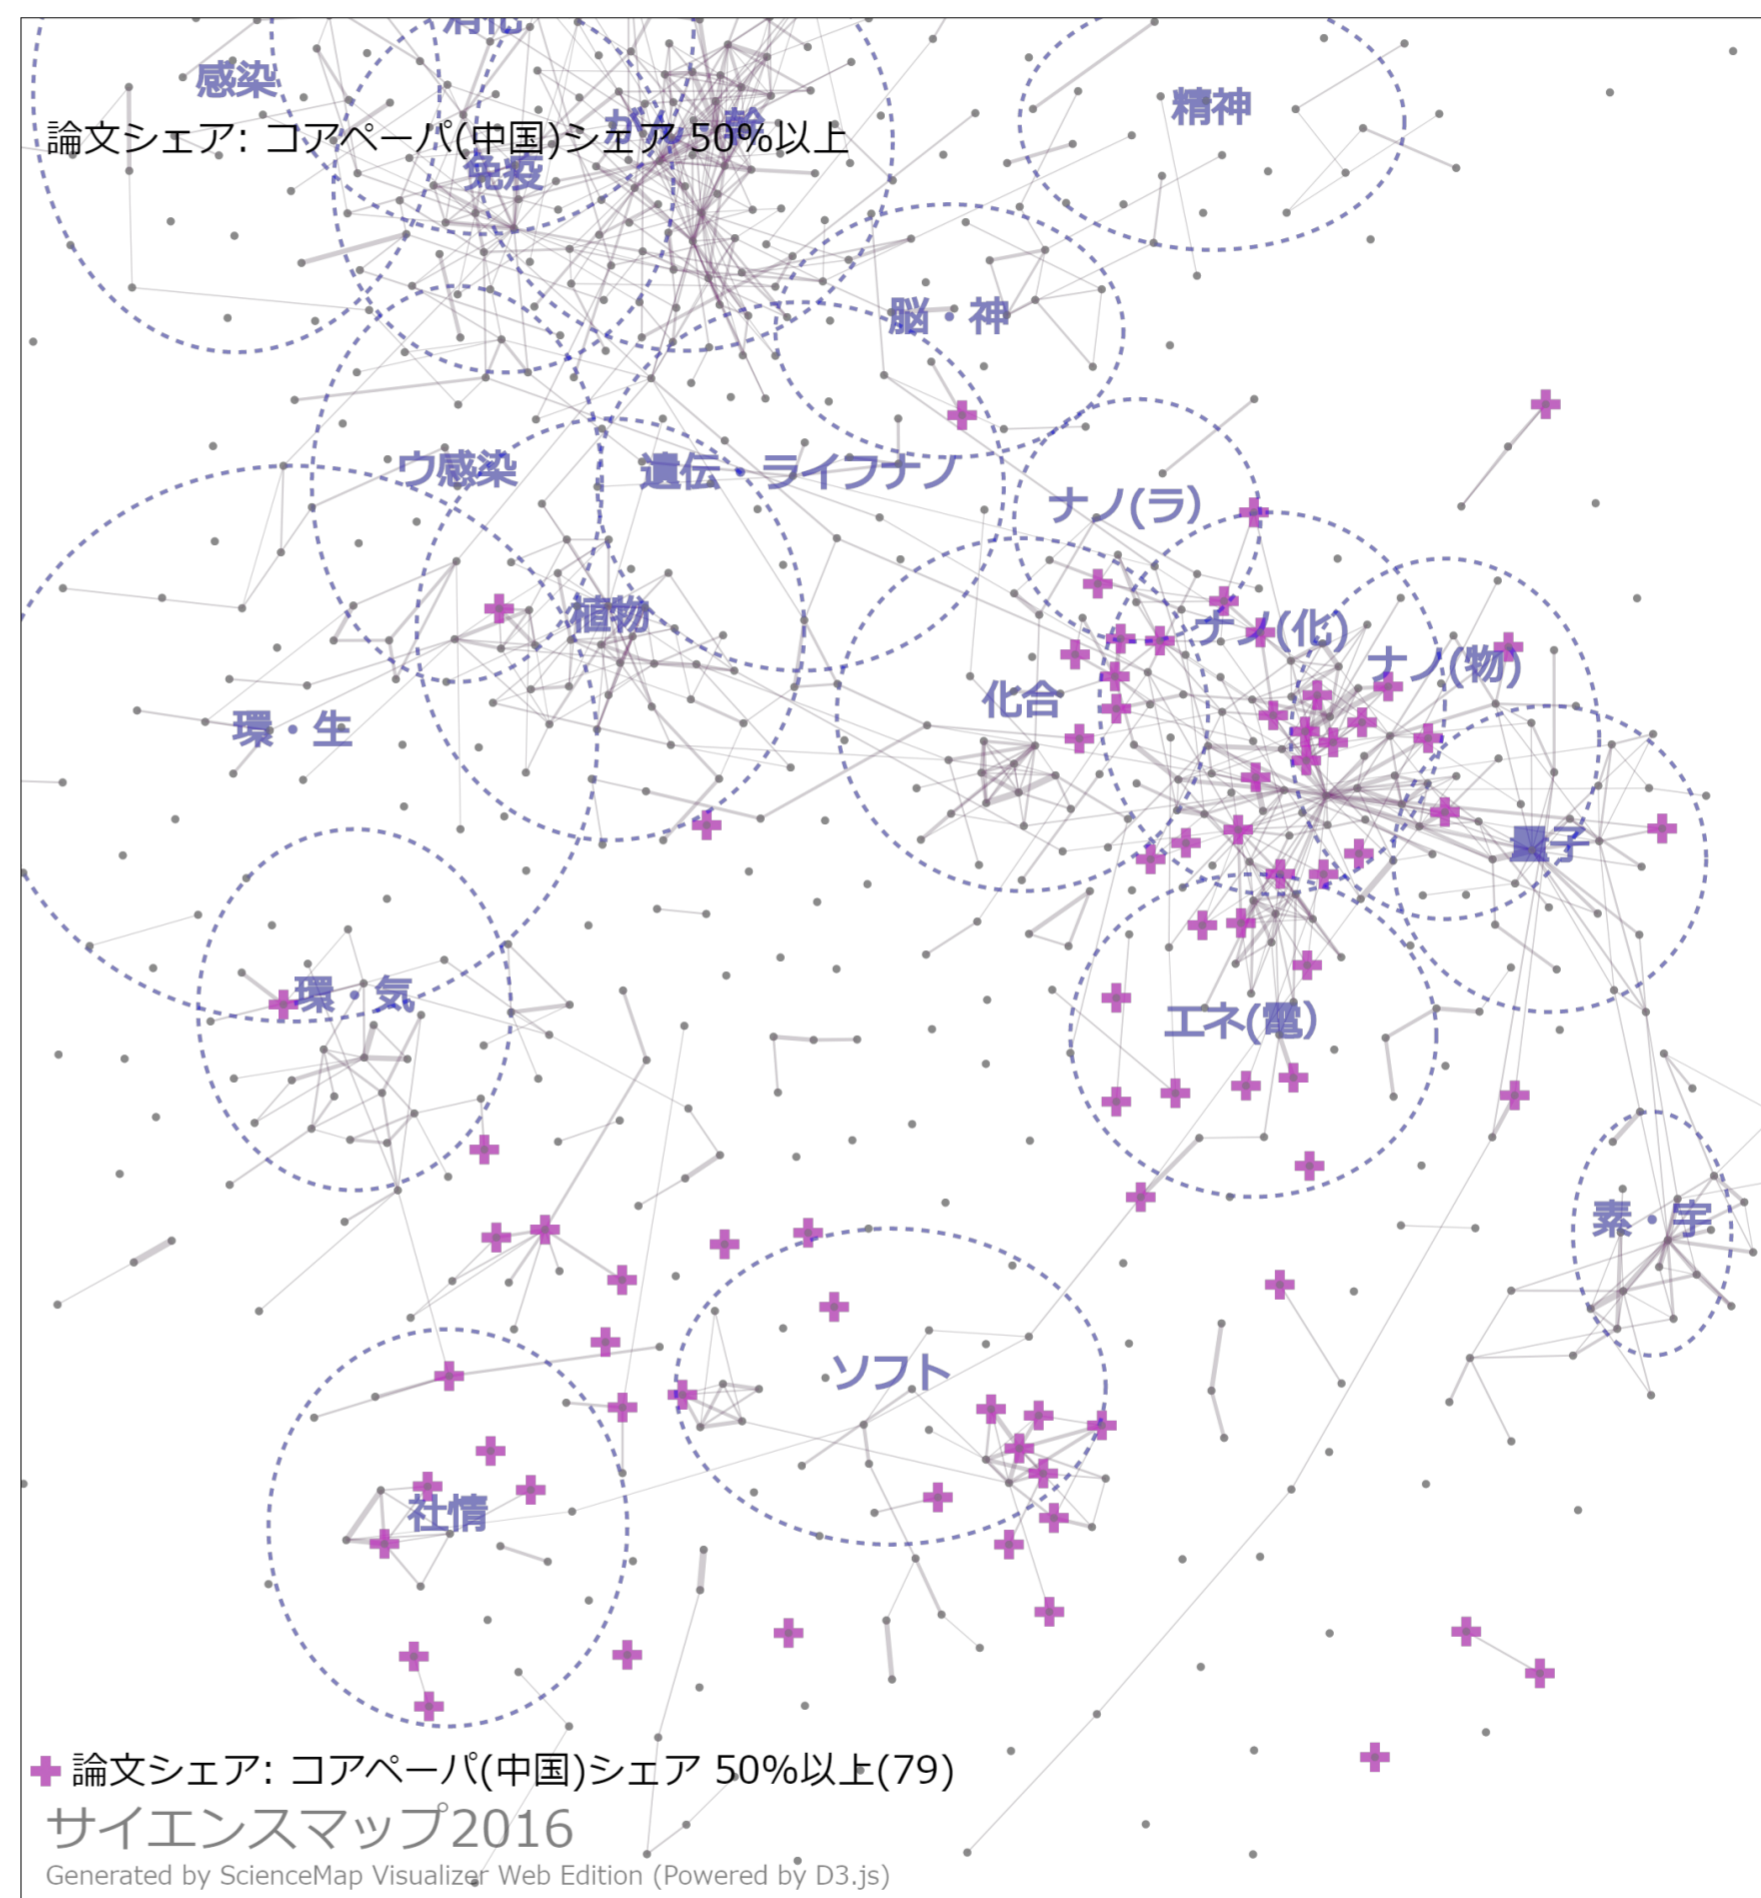 消化
感染
精神
が　・幹
論文シェア: コアペーパ(中国)シェア 50%以上
免疫
脳・神
ウ感染
遺伝・ライフナノ
ナノ(ラ)
植物
ナノ(化)
ナノ(物)
化合
環・生
量子
環・気
エネ(電)
素・宇
ソフト
社情
論文シェア: コアペーパ(中国)シェア 50%以上(79)
サイエンスマップ2016
Generated by ScienceMap Visualizer Web Edition (Powered by D3.js)